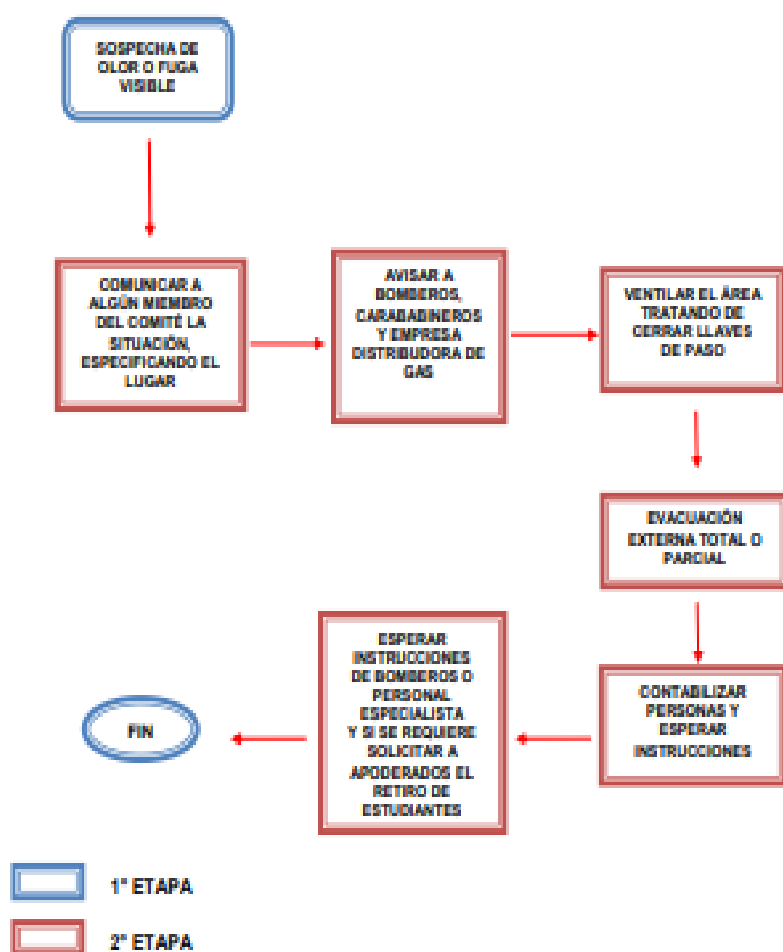 SOSPECHA DE
OLOR O FUGA
VISIBLE
COMUNICAR A
ALGÚN MIEMBRO
DEL COMITÉ LA
SITUACIÓN,
ESPECIFICANDO EL
LUGAR
AVISAR A
BOMBEROS,
CARABABINEROS
Y EMPRESA
DISTRIBUDORA DE
GAS
VENTILAR EL ÁREA
TRATANDO DE
CERRAR LLAVES
DE PASO
EVACUACIÓN
EXTERNA TOTAL O
PARCIAL
CONTABILIZAR
PERSONAS Y
ESPERAR
INSTRUCCIONES
ESPERAR
INSTRUCCIONES
DE BOMBEROS O
PERSONAL
ESPECIALISTA
Y SI SE REQUIERE
SOLICITAR A
APODERADOS EL
RETIRO DE
ESTUDIANTES
FIN
1° ETAPA
2° ETAPA